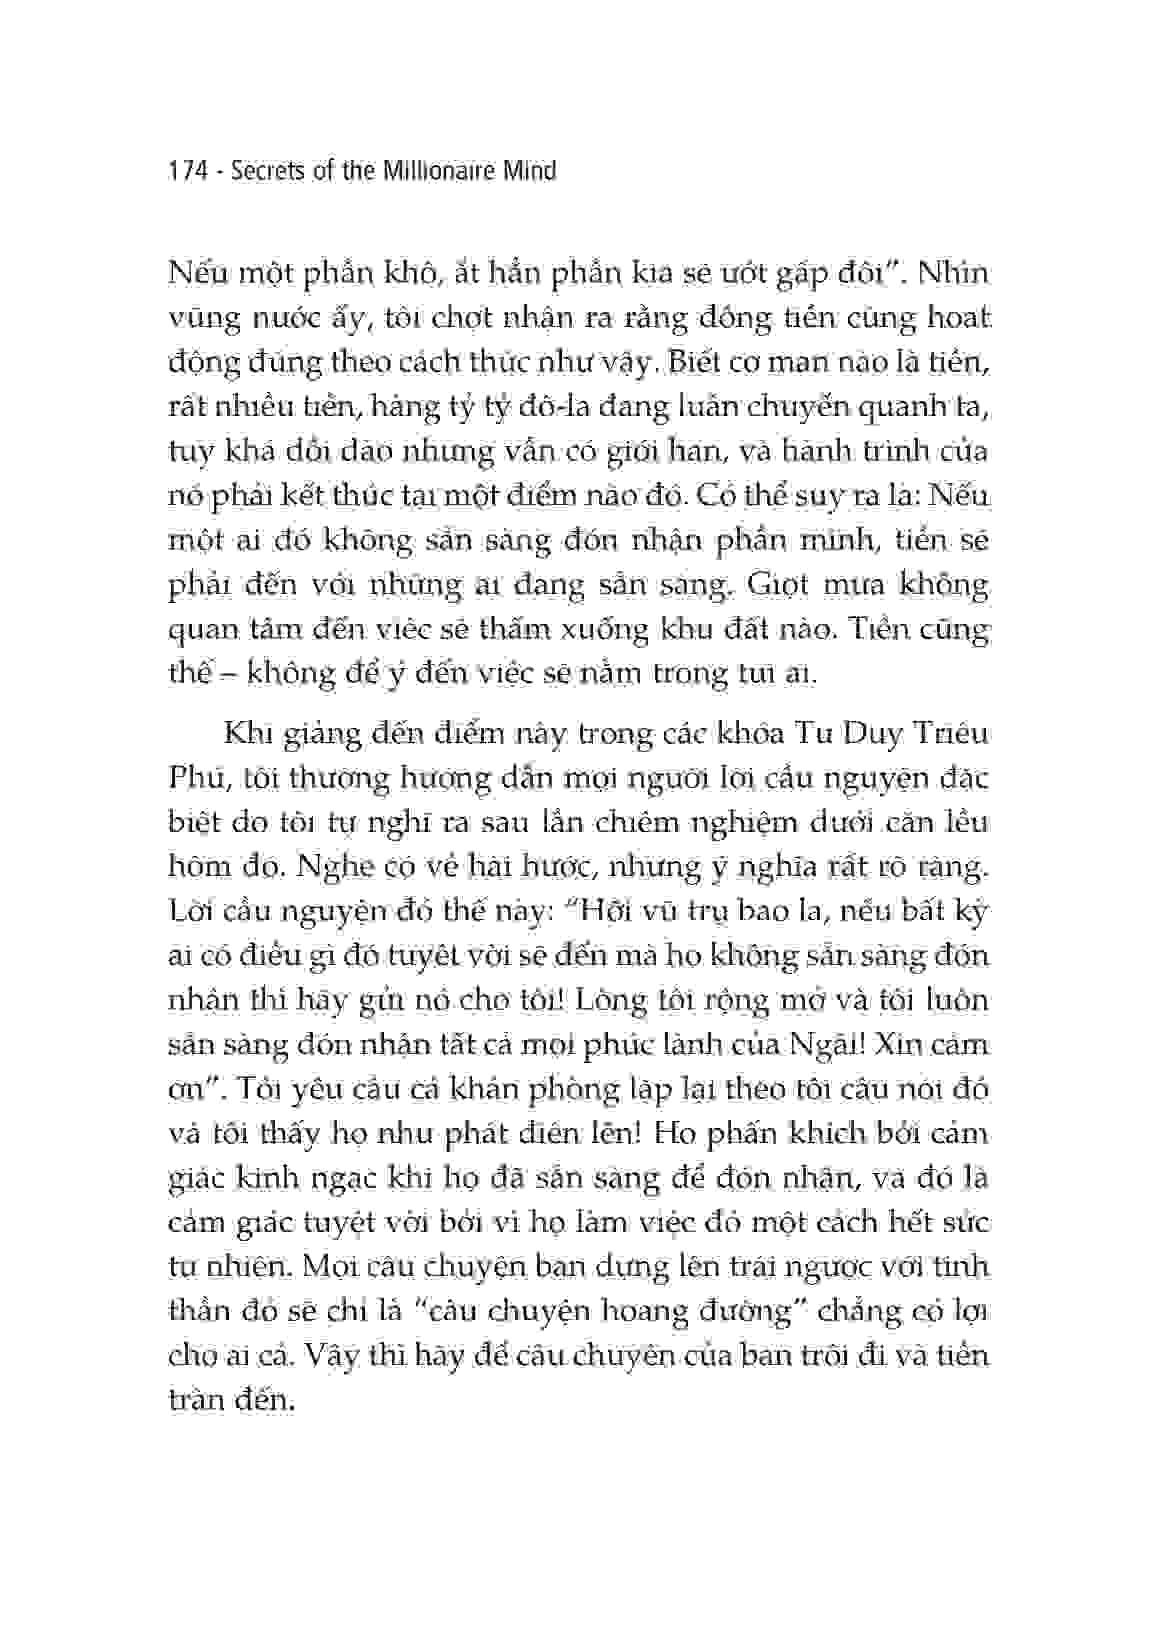 174 - Secrets of the Millionaire Mind
Nếu một phần khô, ắt hẳn phần kia sẽ ướt gấp đôi”. Nhìn
vũng nước ấy, tôi chợt nhận ra rằng đồng tiền cũng hoạt
động đúng theo cách thức như vậy. Biết cơ man nào là tiền,
rất nhiều tiền, hàng tỷ tỷ đô-la đang luân chuyển quanh ta,
tuy khá dồi dào nhưng vẫn có giới hạn, và hành trình của
nó phải kết thúc tại một điểm nào đó. Có thể suy ra là: Nếu
một ai đó không sẵn sàng đón nhận phần mình, tiền sẽ
phải đến với những ai đang sẵn sàng. Giọt mưa không
quan tâm đến việc sẽ thấm xuống khu đất nào. Tiền cũng
thế – không để ý đến việc sẽ nằm trong túi ai.
Khi giảng đến điểm này trong các khóa Tư Duy Triệu
Phú, tôi thường hướng dẫn mọi người lời cầu nguyện đặc
biệt do tôi tự nghĩ ra sau lần chiêm nghiệm dưới căn lều
hôm đó. Nghe có vẻ hài hước, nhưng ý nghĩa rất rõ ràng.
Lời cầu nguyện đó thế này: “Hỡi vũ trụ bao la, nếu bất kỳ
ai có điều gì đó tuyệt vời sẽ đến mà họ không sẵn sàng đón
nhận thì hãy gửi nó cho tôi! Lòng tôi rộng mở và tôi luôn
sẵn sàng đón nhận tất cả mọi phúc lành của Ngài! Xin cảm
ơn”. Tôi yêu cầu cả khán phòng lặp lại theo tôi câu nói đó
và tôi thấy họ như phát điên lên! Họ phấn khích bởi cảm
giác kinh ngạc khi họ đã sẵn sàng để đón nhận, và đó là
cảm giác tuyệt vời bởi vì họ làm việc đó một cách hết sức
tự nhiên. Mọi câu chuyện bạn dựng lên trái ngược với tinh
thần đó sẽ chỉ là “câu chuyện hoang đường” chẳng có lợi
cho ai cả. Vậy thì hãy để câu chuyện của bạn trôi đi và tiền
tràn đến.